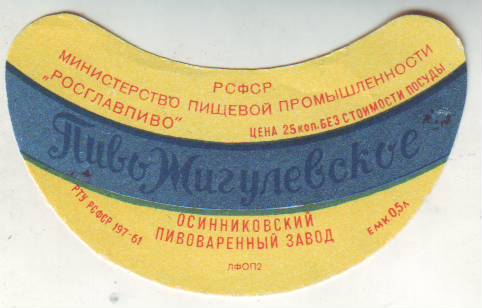 РСФСР
МИНИСТЕРСТВО ПИЩЕВОЙ ПРОМЫШЛЕННОСТИ
„РОСГЛАВПИВО"
ЦЕНА 25 коп. БЕЗ СТОИМОСТИ ПОСУДЫ
Пиво Жигулевское
РТУ РСФСР 197-61
ОСИННИКОВСКИЙ
ПИВОВАРЕННЫЙ ЗАВОД
ЕМК 0,5 л
ЛФОП2